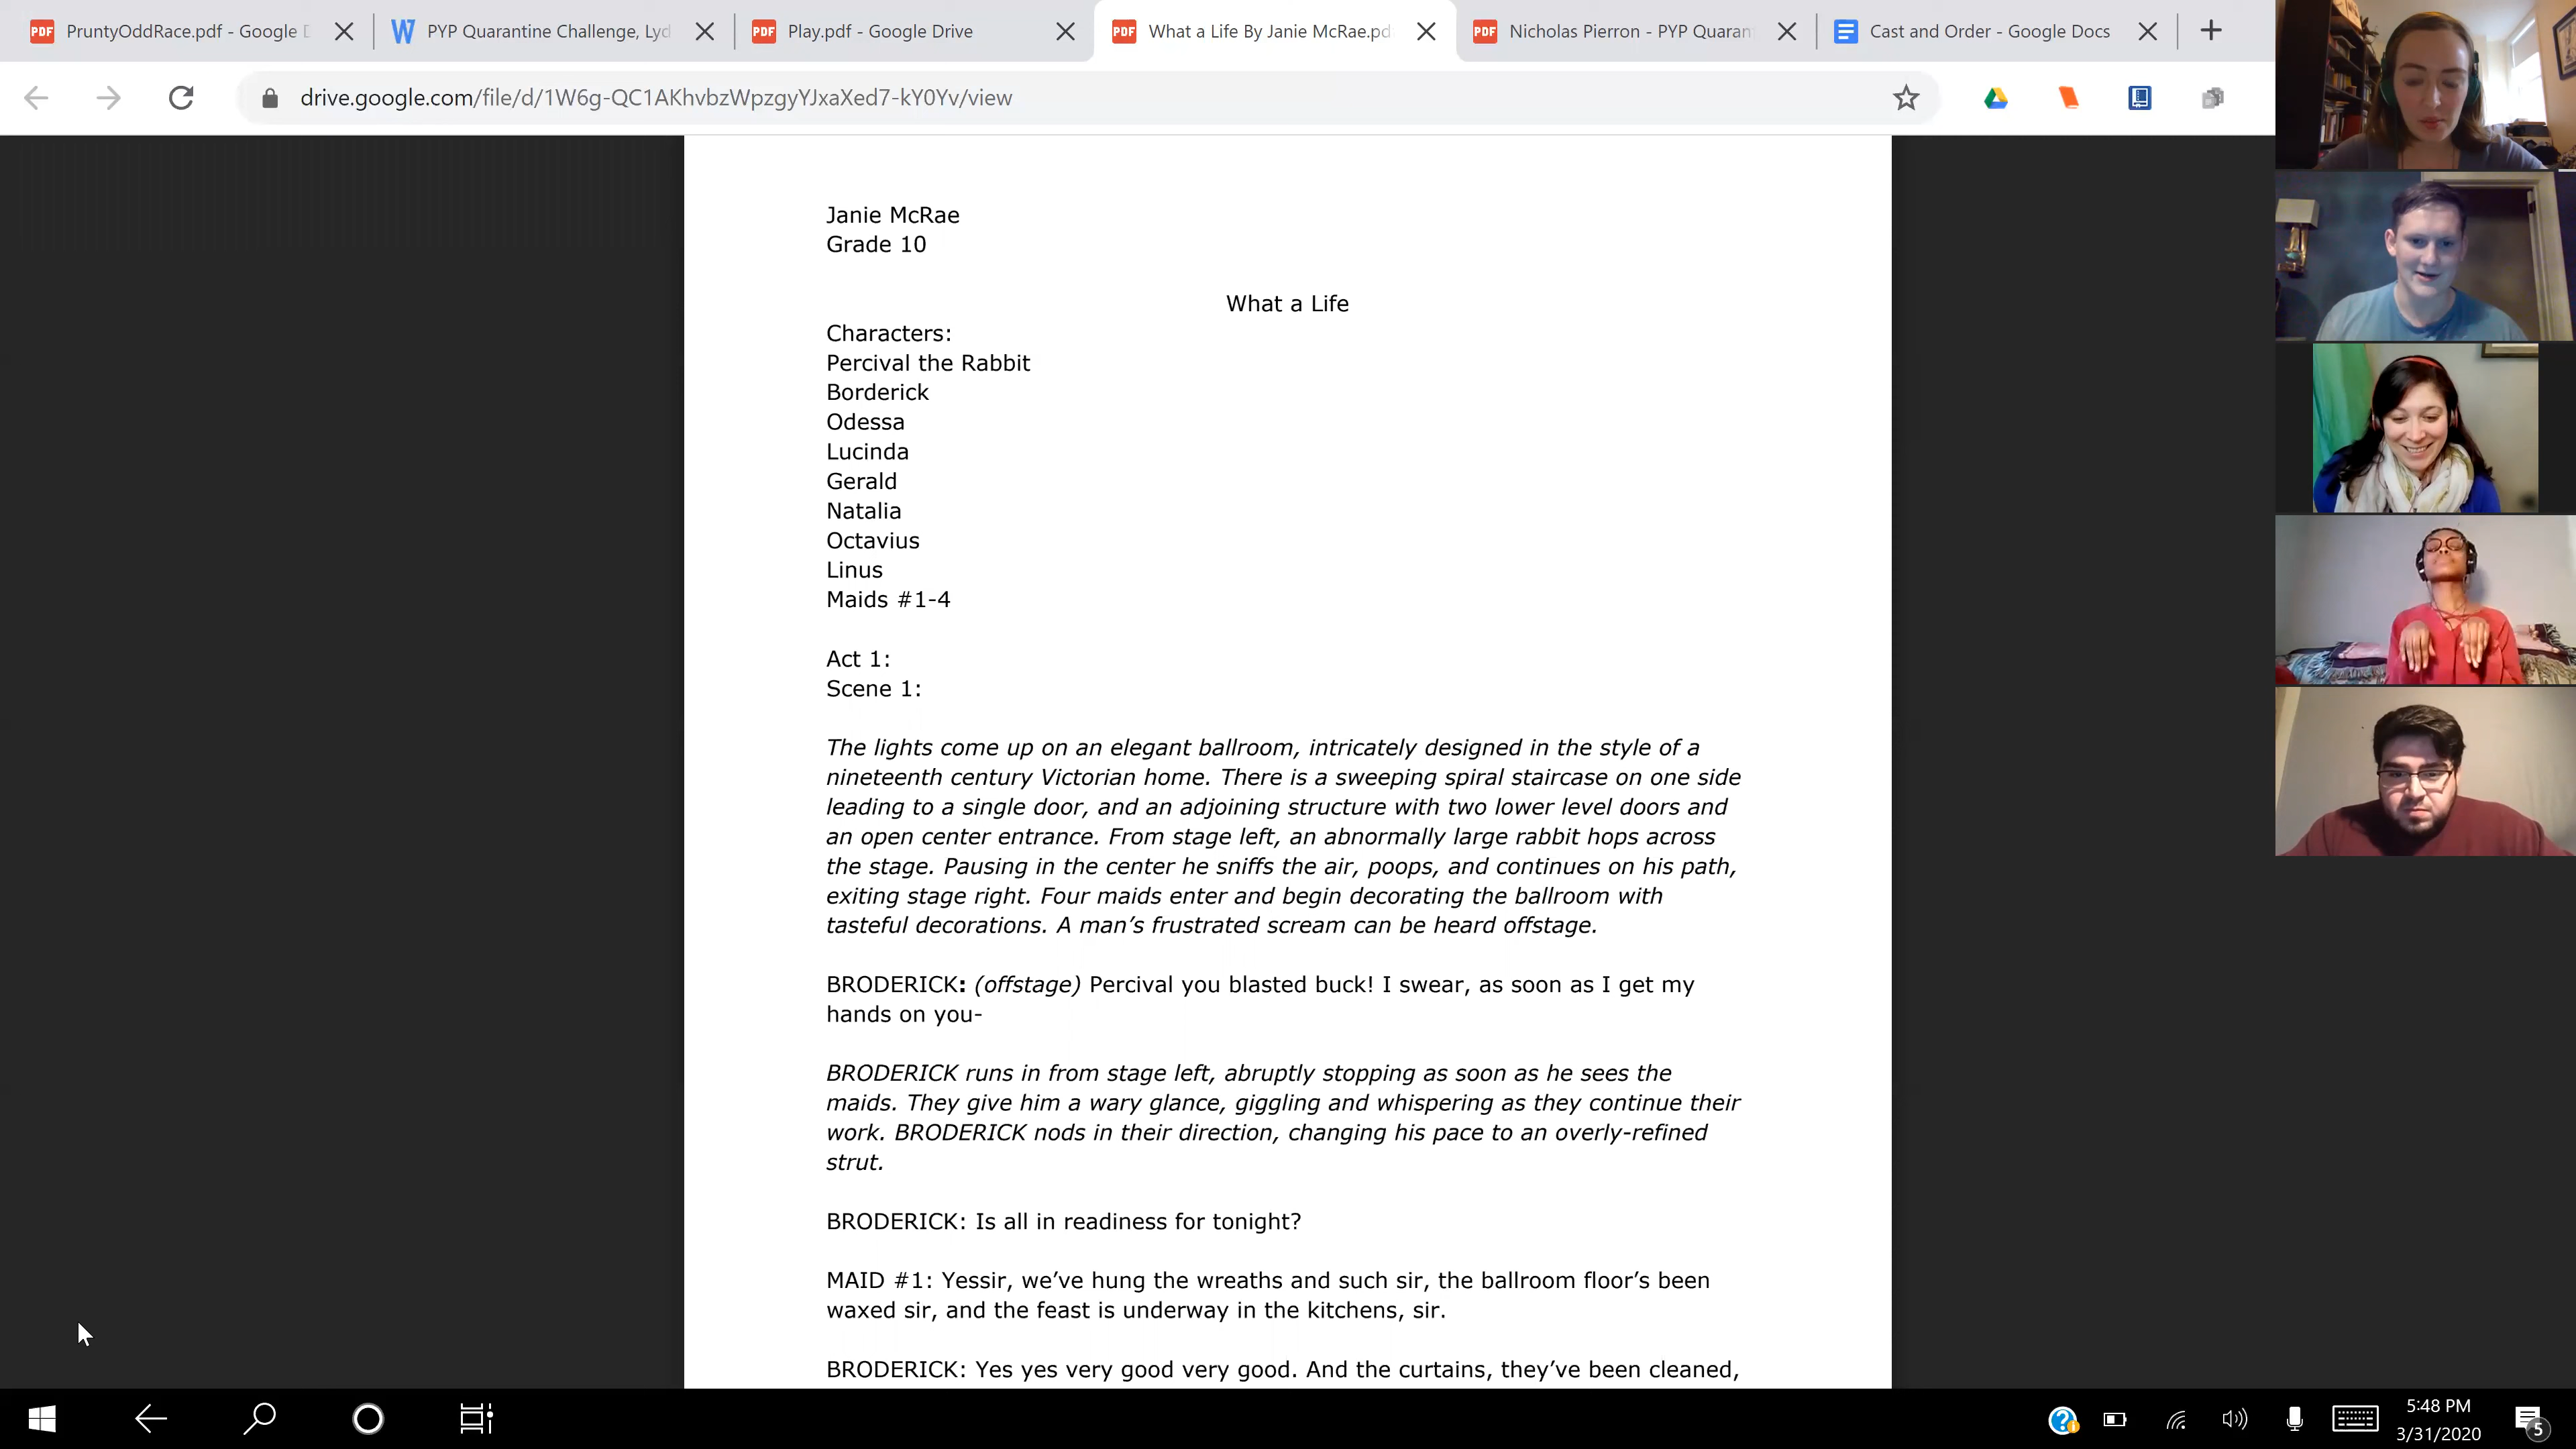 PruntyOddRace.pdf - Google D
PYP Quarantine Challenge, Lyd
Play.pdf - Google Drive
What a Life By Janie McRae.pd
Nicholas Pierron - PYP Quaran
Cast and Order - Google Docs
drive.google.com/file/d/1W6g-QC1AKhvbzWpzgyYJxaXed7-kY0Yv/view
Janie McRae
Grade 10
What a Life
Characters:
Percival the Rabbit
Borderick
Odessa
Lucinda
Gerald
Natalia
Octavius
Linus
Maids #1-4
Act 1:
Scene 1:
The lights come up on an elegant ballroom, intricately designed in the style of a
nineteenth century Victorian home. There is a sweeping spiral staircase on one side
leading to a single door, and an adjoining structure with two lower level doors and
an open center entrance. From stage left, an abnormally large rabbit hops across
the stage. Pausing in the center he sniffs the air, poops, and continues on his path,
exiting stage right. Four maids enter and begin decorating the ballroom with
tasteful decorations. A man’s frustrated scream can be heard offstage.
BRODERICK: (offstage) Percival you blasted buck! I swear, as soon as I get my
hands on you-
BRODERICK runs in from stage left, abruptly stopping as soon as he sees the
maids. They give him a wary glance, giggling and whispering as they continue their
work. BRODERICK nods in their direction, changing his pace to an overly-refined
strut.
BRODERICK: Is all in readiness for tonight?
MAID #1: Yessir, we’ve hung the wreaths and such sir, the ballroom floor’s been
waxed sir, and the feast is underway in the kitchens, sir.
BRODERICK: Yes yes very good very good. And the curtains, they’ve been cleaned,
5:48 PM
3/31/2020
5